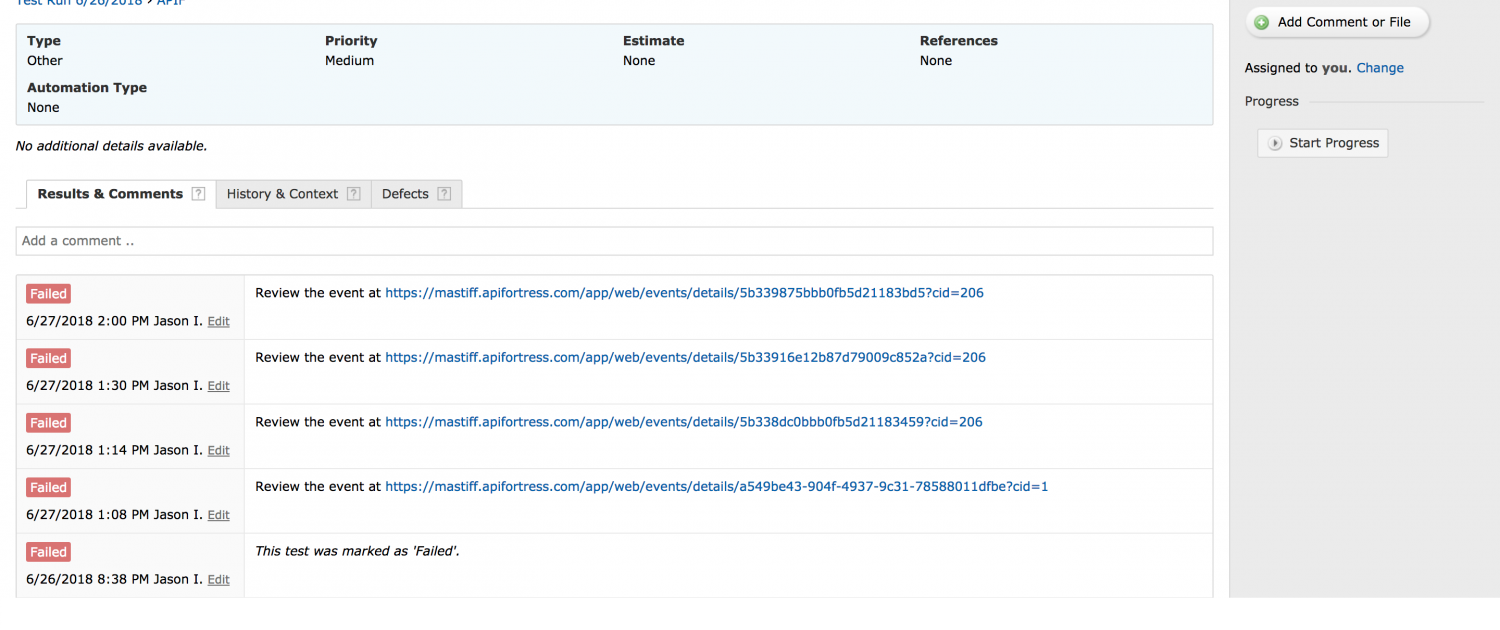 Test Run 6/26/2018 › APIF
Type Priority Estimate References
Other Medium None None
Automation Type
None
No additional details available.
Results & Comments ? History & Context ? Defects ?
Add a comment ..
Failed Review the event at https://mastiff.apifortress.com/app/web/events/details/5b339875bbb0fb5d21183bd5?cid=206
6/27/2018 2:00 PM Jason I. Edit
Failed Review the event at https://mastiff.apifortress.com/app/web/events/details/5b33916e12b87d79009c852a?cid=206
6/27/2018 1:30 PM Jason I. Edit
Failed Review the event at https://mastiff.apifortress.com/app/web/events/details/5b338dc0bbb0fb5d21183459?cid=206
6/27/2018 1:14 PM Jason I. Edit
Failed Review the event at https://mastiff.apifortress.com/app/web/events/details/a549be43-904f-4937-9c31-78588011dfbe?cid=1
6/27/2018 1:08 PM Jason I. Edit
Failed This test was marked as 'Failed'.
6/26/2018 8:38 PM Jason I. Edit
Add Comment or File
Assigned to you. Change
Progress
Start Progress